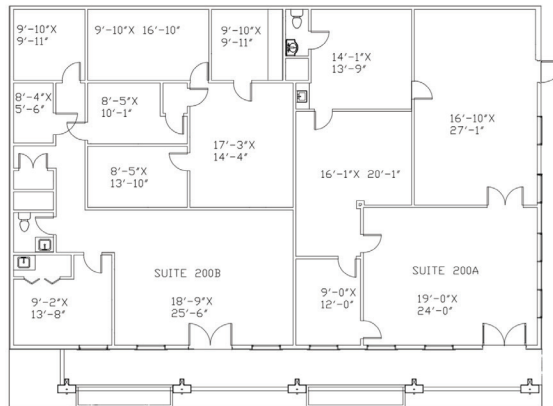 9'-10"X
9'-11"
9'-10"X 16'-10"
9'-10"X
9'-11"
14'-1"X
13'-9"
16'-10"X
27'-1"
8'-4"X
5'-6"
8'-5"X
10'-1"
17'-3"X
14'-4"
8'-5"X
13'-10"
16'-1"X 20'-1"
SUITE 200B
18'-9"X
25'-6"
9'-2"X
13'-8"
9'-0"X
12'-0"
SUITE 200A
19'-0"X
24'-0"